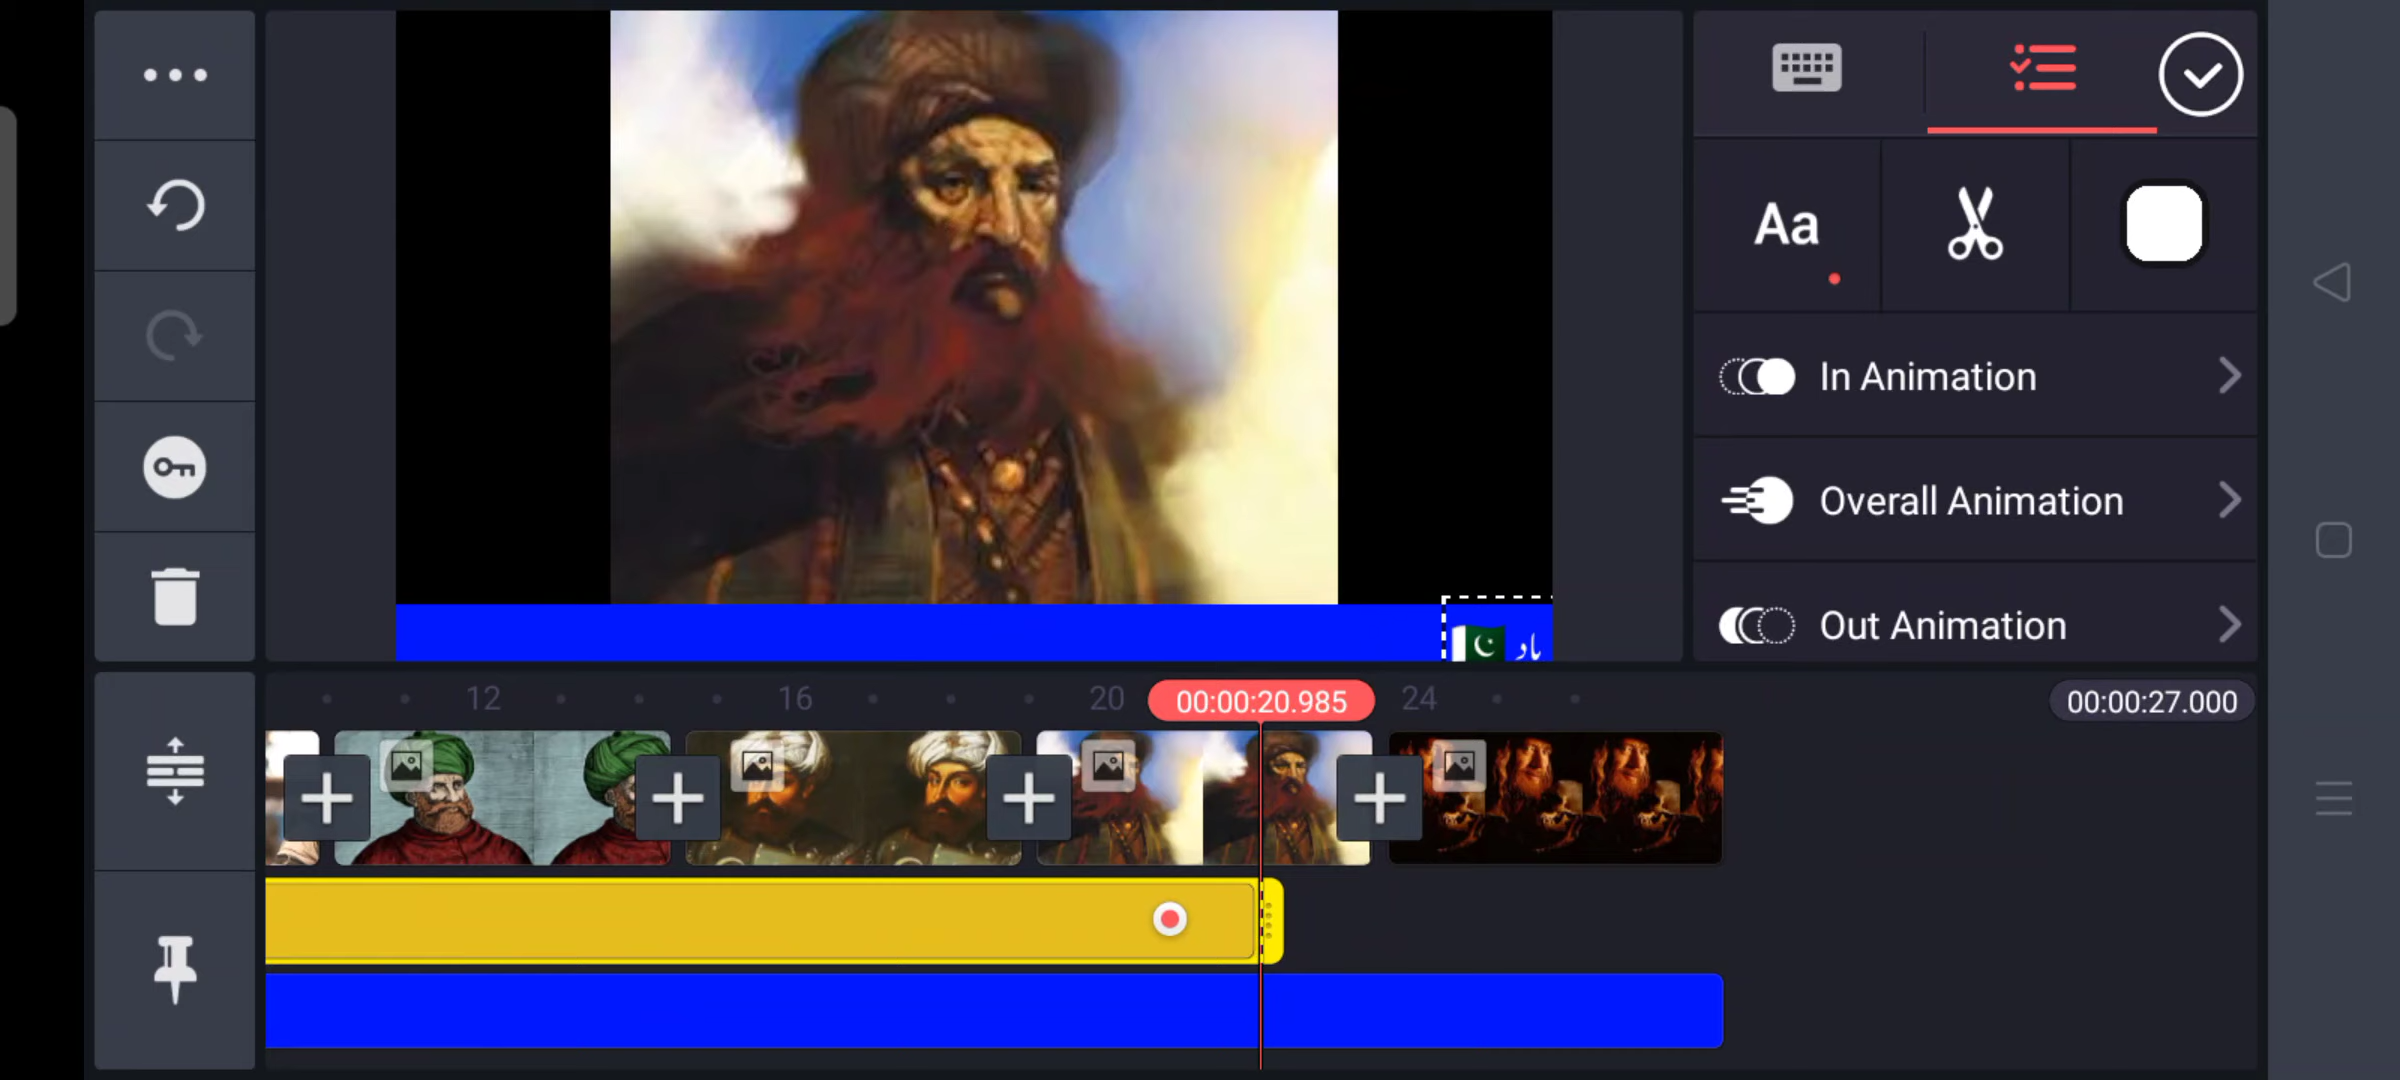 Aa
In Animation
Overall Animation
Out Animation
باد
12
16
20
00:00:20.985
24
00:00:27.000